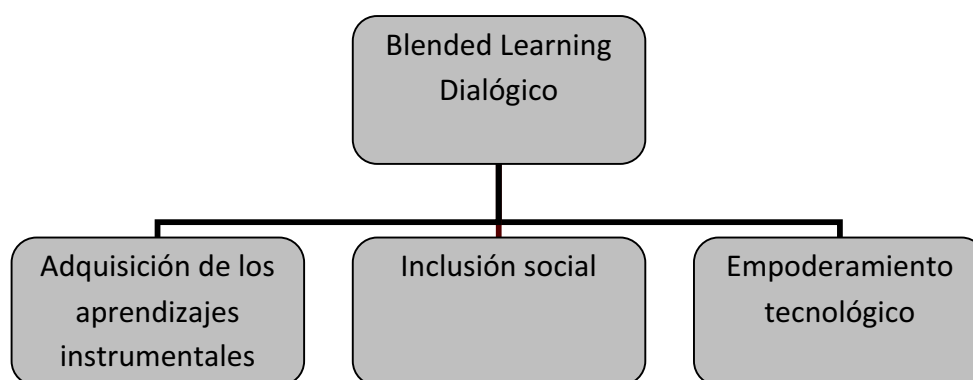 Blended Learning
Dialógico
Adquisición de los
aprendizajes
instrumentales
Inclusión social
Empoderamiento
tecnológico